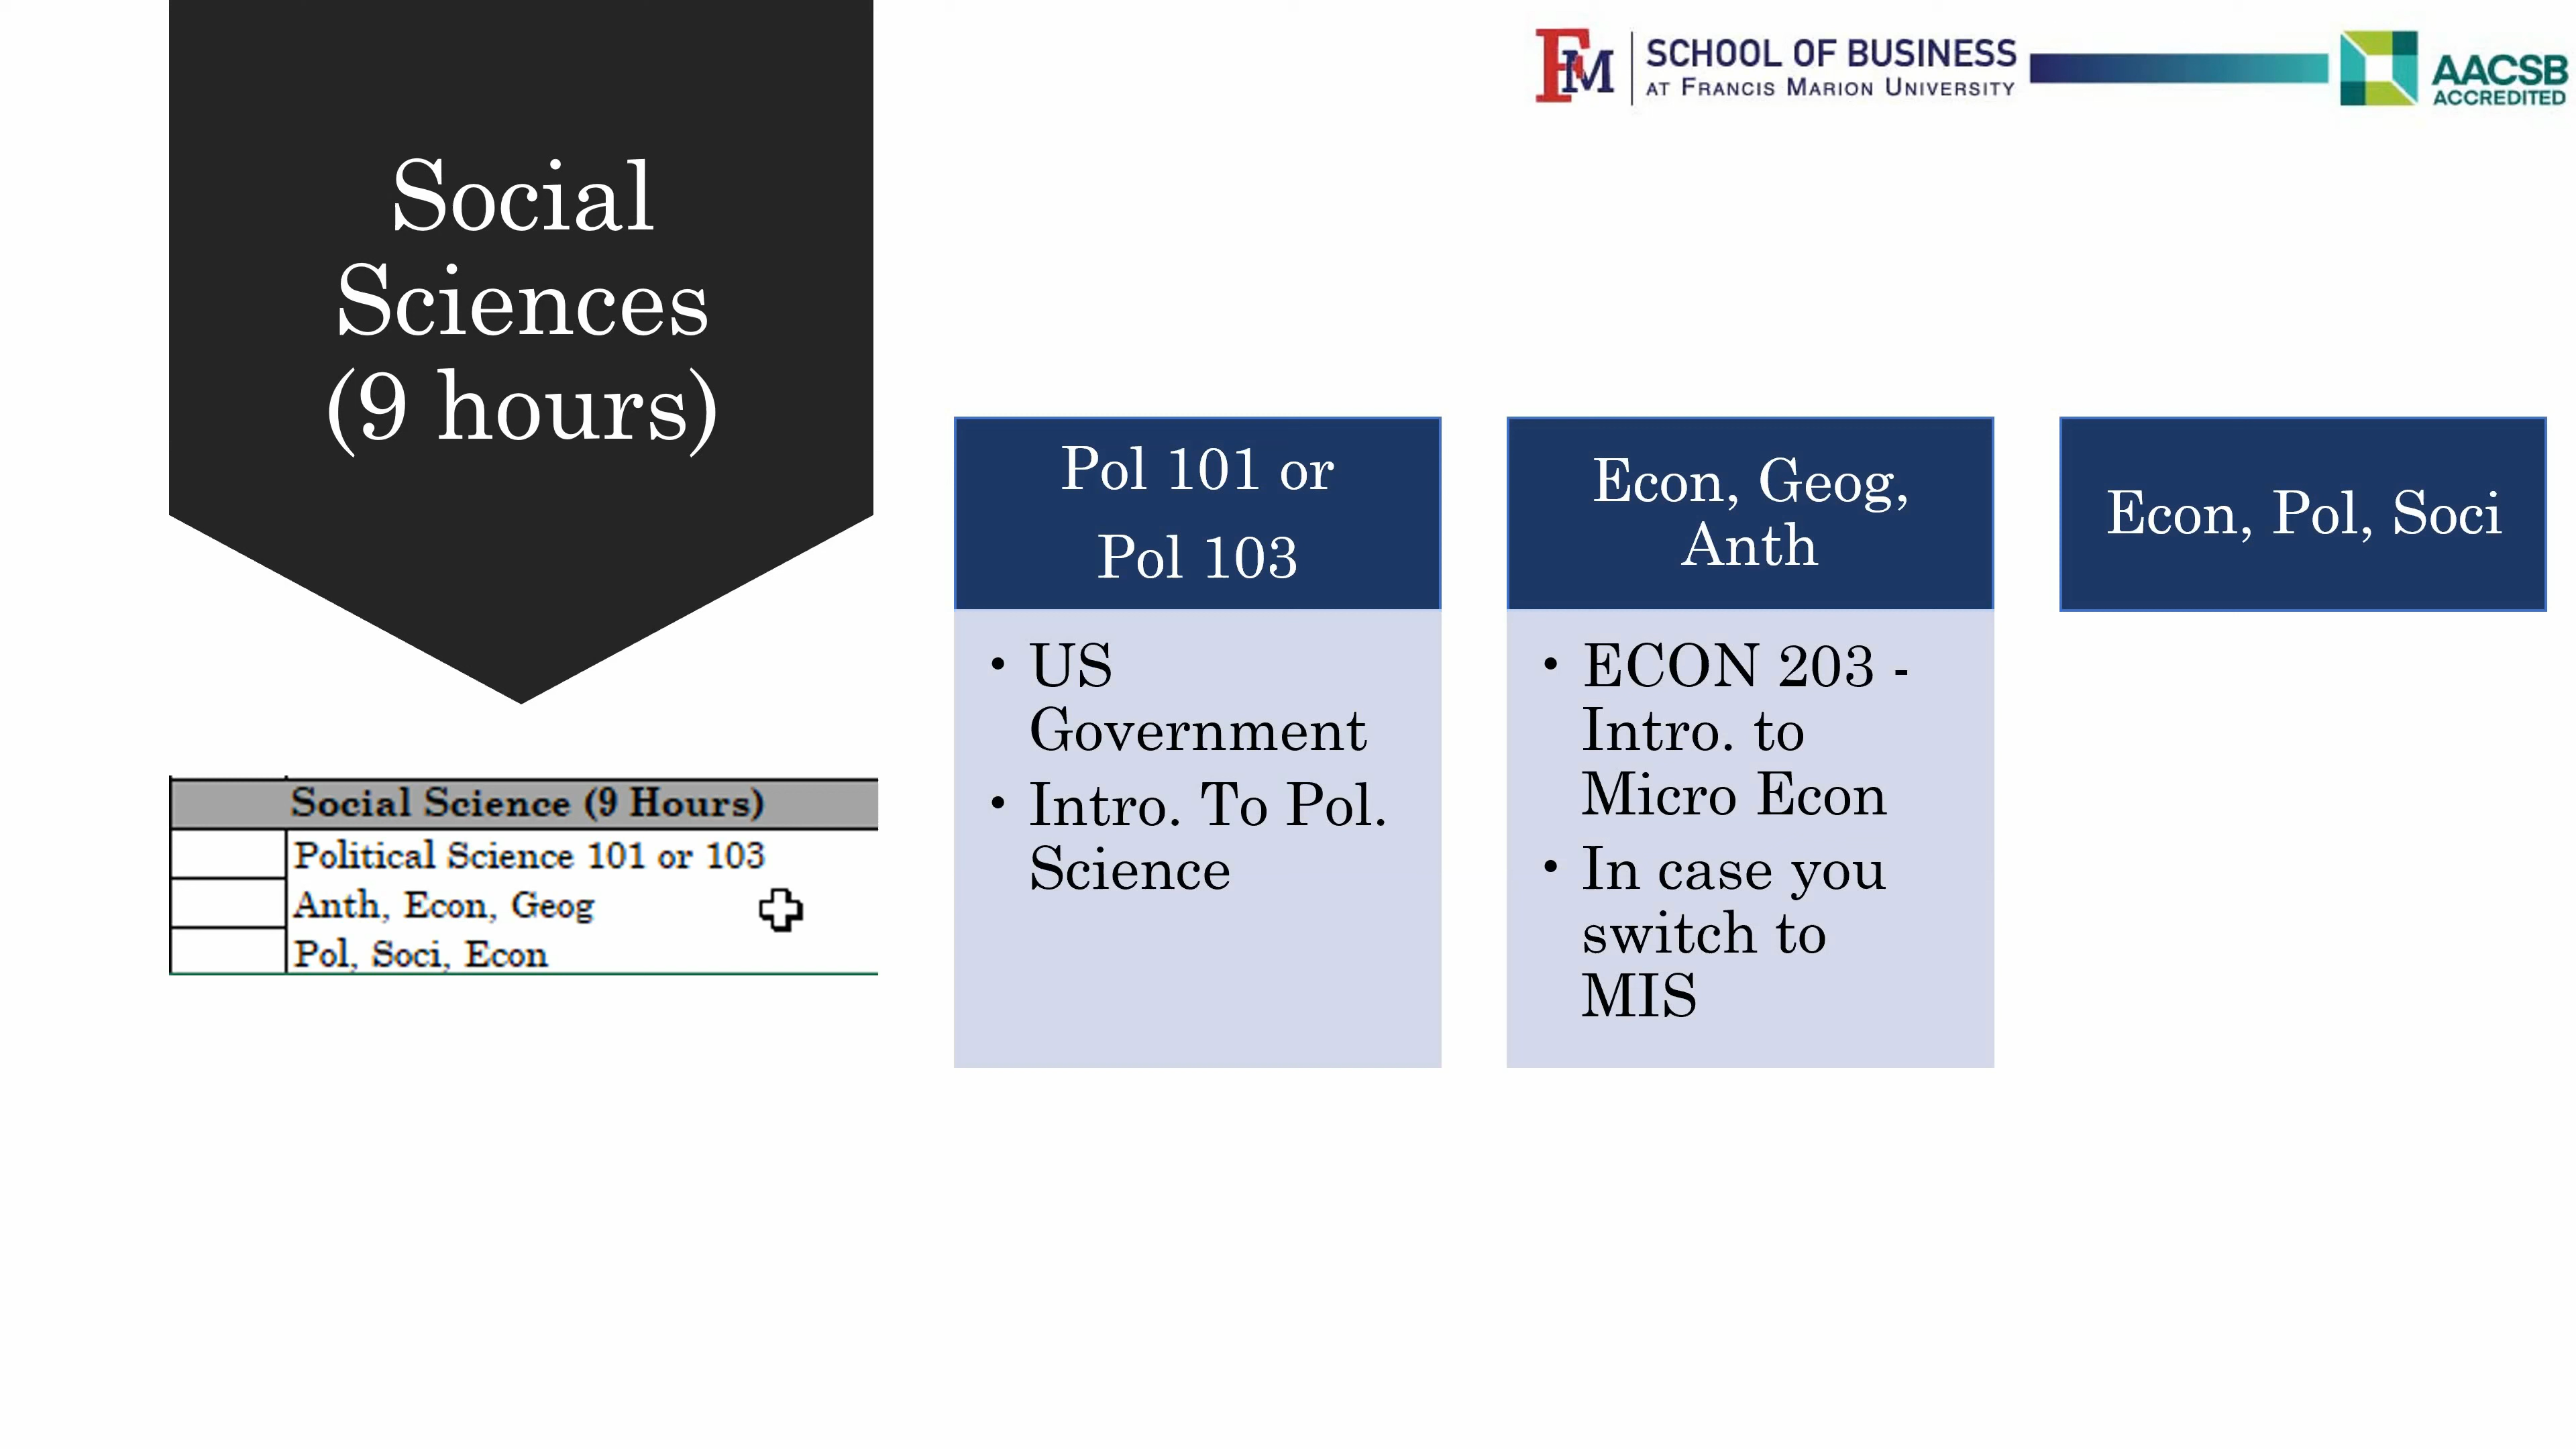 SCHOOL OF BUSINESS
AT FRANCIS MARION UNIVERSITY
AACSB
ACCREDITED
Social
Sciences
(9 hours)
Social Science (9 Hours)
Political Science 101 or 103
Anth, Econ, Geog
Pol, Soci, Econ
Pol 101 or
Pol 103
• US
Government
• Intro. To Pol.
Science
Econ, Geog,
Anth
• ECON 203 -
Intro. to
Micro Econ
• In case you
switch to
MIS
Econ, Pol, Soci